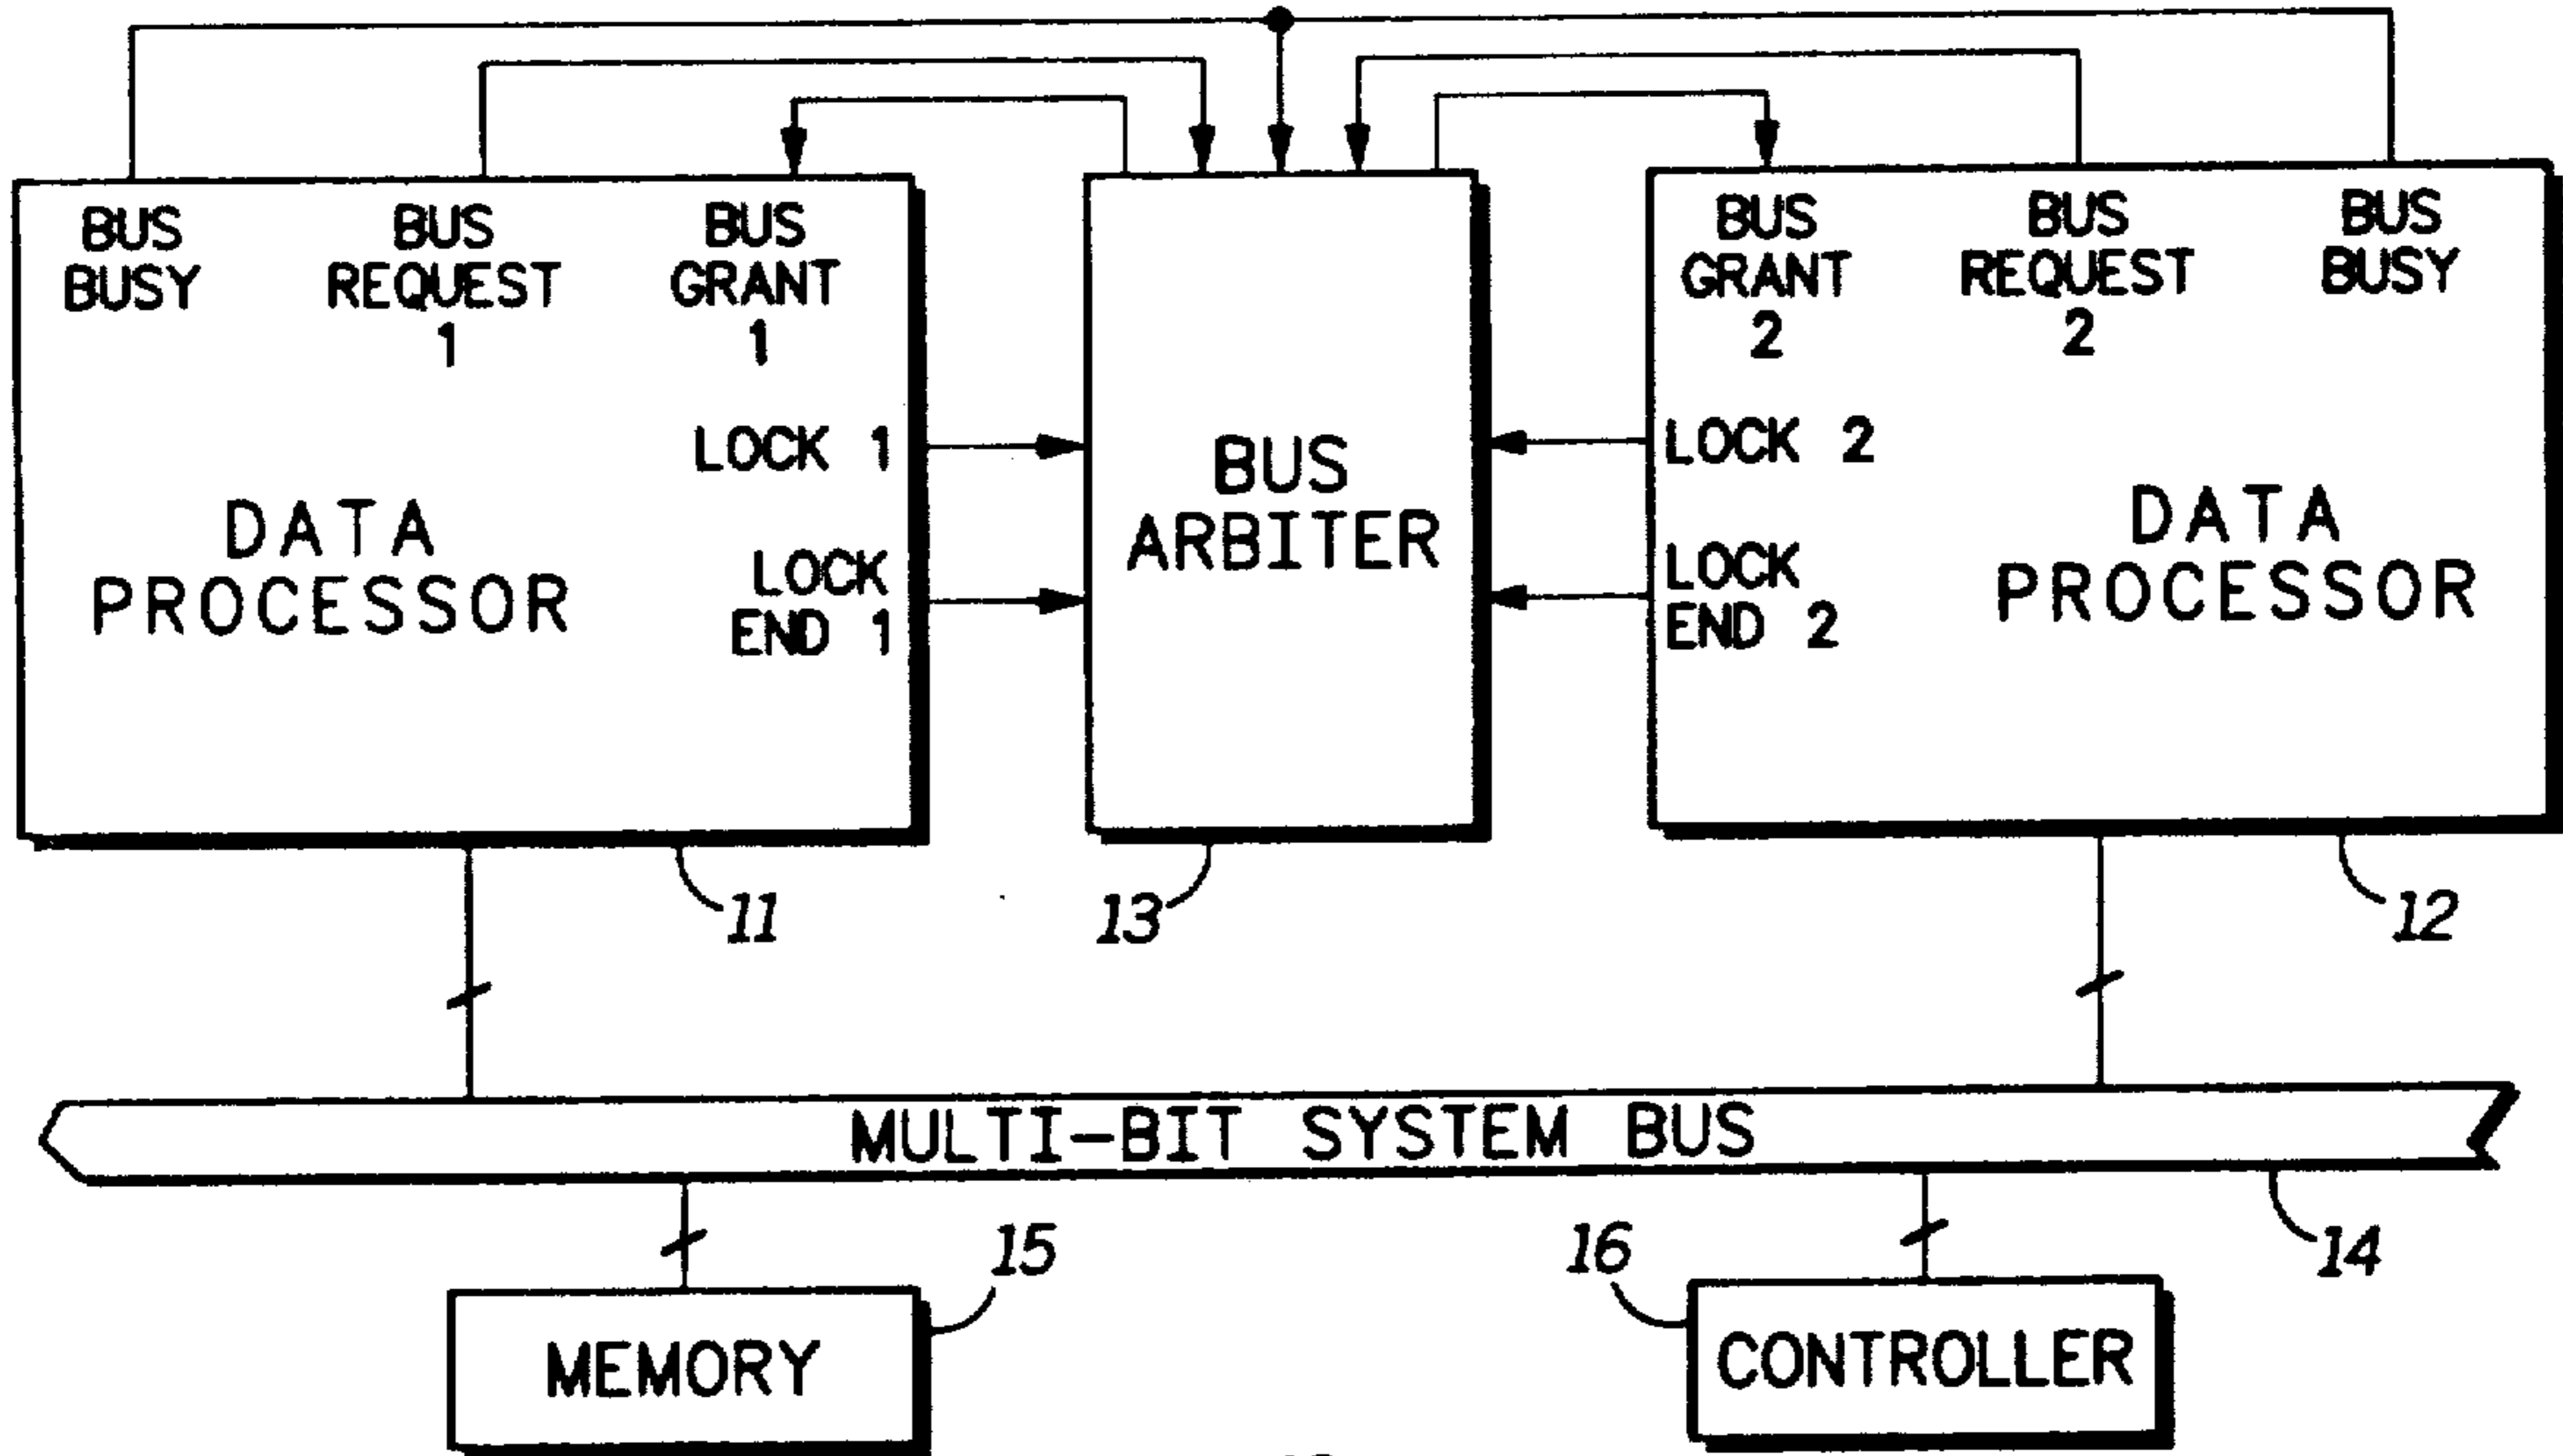 BUS
BUSY
BUS
REQUEST
1
BUS
GRANT
1
LOCK 1
DATA
PROCESSOR
LOCK
END 1
BUS
ARBITER
BUS
GRANT
2
BUS
REQUEST
2
BUS
BUSY
LOCK 2
LOCK
END 2
DATA
PROCESSOR
11
13
12
MULTI-BIT SYSTEM BUS
14
15
MEMORY
16
CONTROLLER